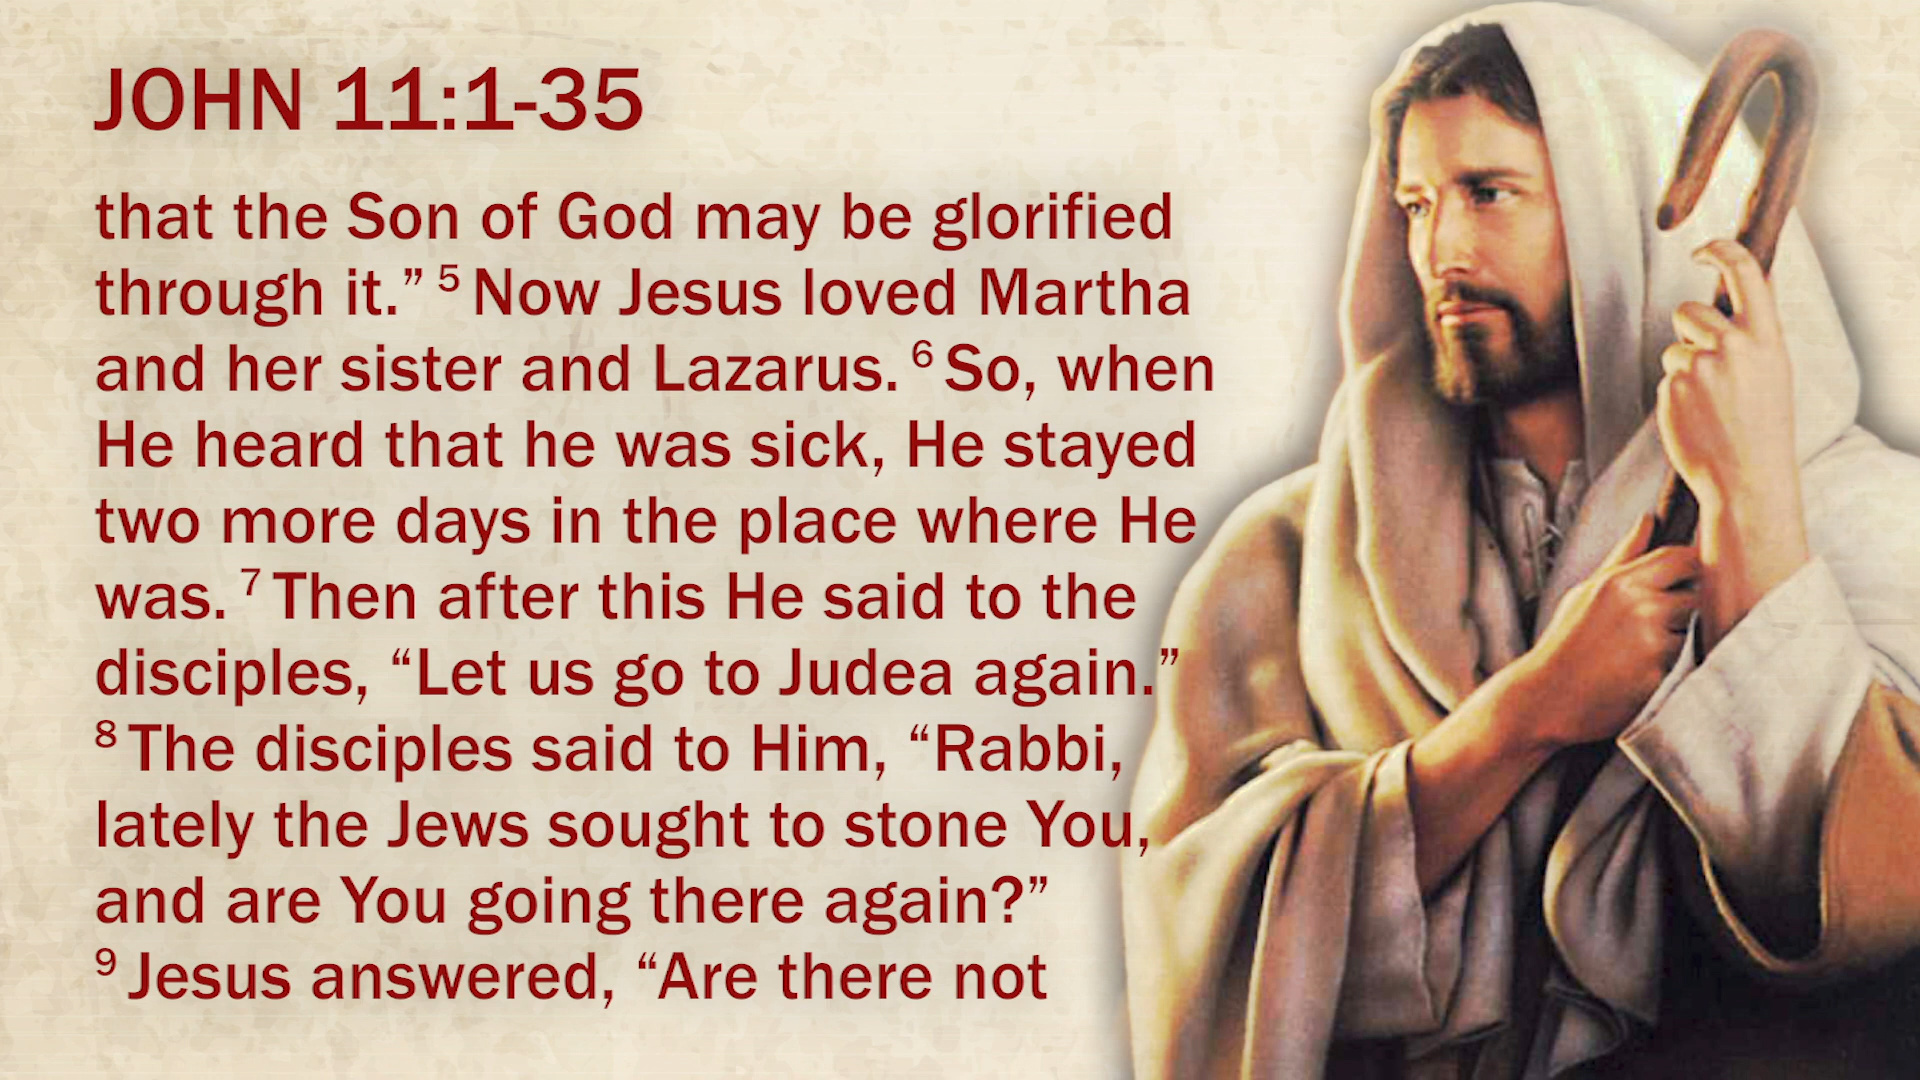 JOHN 11:1-35
that the Son of God may be glorified
through it.” 5 Now Jesus loved Martha
and her sister and Lazarus. 6 So, when
He heard that he was sick, He stayed
two more days in the place where He
was. 7 Then after this He said to the
disciples, “Let us go to Judea again.”
8 The disciples said to Him, “Rabbi,
lately the Jews sought to stone You,
and are You going there again?”
9 Jesus answered, “Are there not